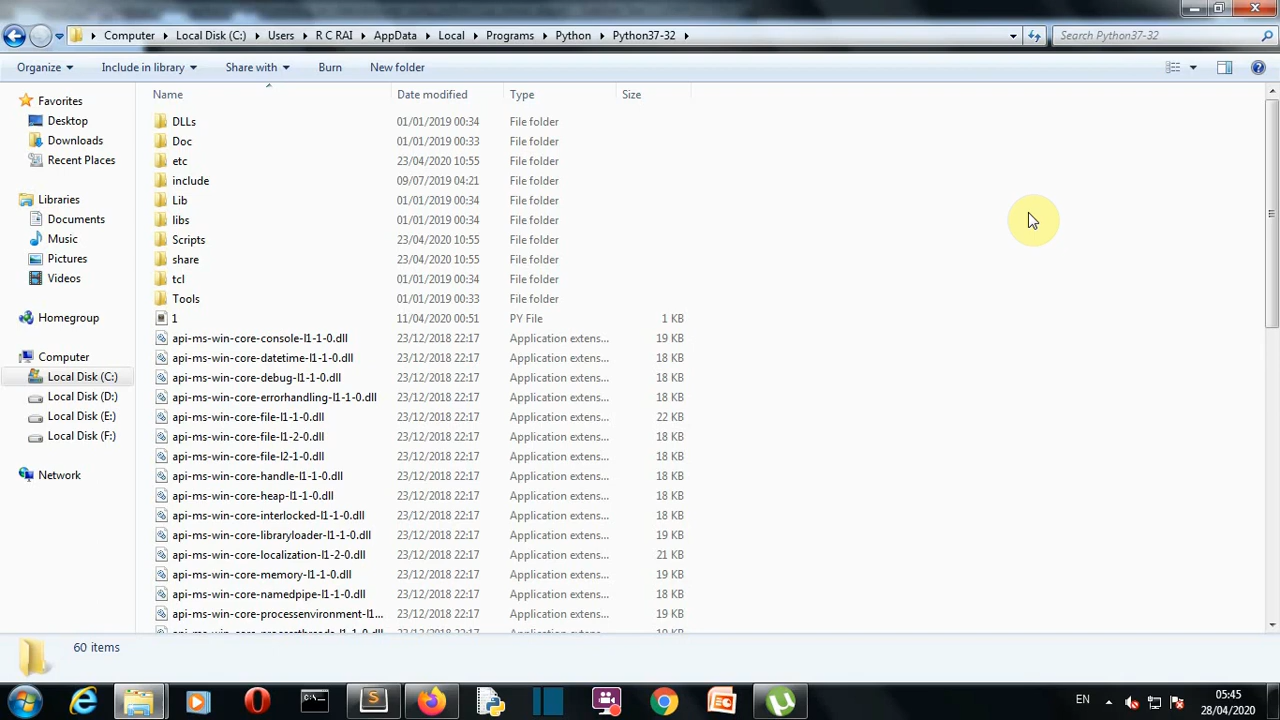 Computer Local Disk (C:) Users R C RAI AppData Local Programs Python Python37-32
Search Python37-32
Organize Include in library Share with Burn New folder
Name Date modified Type Size
Favorites
Desktop
Downloads
Recent Places
Libraries
Documents
Music
Pictures
Videos
Homegroup
Computer
Local Disk (C:)
Local Disk (D:)
Local Disk (E:)
Local Disk (F:)
Network
DLLs 01/01/2019 00:34 File folder
Doc 01/01/2019 00:33 File folder
etc 23/04/2020 10:55 File folder
include 09/07/2019 04:21 File folder
Lib 01/01/2019 00:34 File folder
libs 01/01/2019 00:34 File folder
Scripts 23/04/2020 10:55 File folder
share 23/04/2020 10:55 File folder
tcl 01/01/2019 00:34 File folder
Tools 01/01/2019 00:33 File folder
1 11/04/2020 00:51 PY File 1 KB
api-ms-win-core-console-l1-1-0.dll 23/12/2018 22:17 Application extens... 19 KB
api-ms-win-core-datetime-l1-1-0.dll 23/12/2018 22:17 Application extens... 18 KB
api-ms-win-core-debug-l1-1-0.dll 23/12/2018 22:17 Application extens... 18 KB
api-ms-win-core-errorhandling-l1-1-0.dll 23/12/2018 22:17 Application extens... 18 KB
api-ms-win-core-file-l1-1-0.dll 23/12/2018 22:17 Application extens... 22 KB
api-ms-win-core-file-l1-2-0.dll 23/12/2018 22:17 Application extens... 18 KB
api-ms-win-core-file-l2-1-0.dll 23/12/2018 22:17 Application extens... 18 KB
api-ms-win-core-handle-l1-1-0.dll 23/12/2018 22:17 Application extens... 18 KB
api-ms-win-core-heap-l1-1-0.dll 23/12/2018 22:17 Application extens... 18 KB
api-ms-win-core-interlocked-l1-1-0.dll 23/12/2018 22:17 Application extens... 18 KB
api-ms-win-core-libraryloader-l1-1-0.dll 23/12/2018 22:17 Application extens... 19 KB
api-ms-win-core-localization-l1-2-0.dll 23/12/2018 22:17 Application extens... 21 KB
api-ms-win-core-memory-l1-1-0.dll 23/12/2018 22:17 Application extens... 19 KB
api-ms-win-core-namedpipe-l1-1-0.dll 23/12/2018 22:17 Application extens... 18 KB
api-ms-win-core-processenvironment-l1... 23/12/2018 22:17 Application extens... 19 KB
60 items
EN
05:45
28/04/2020